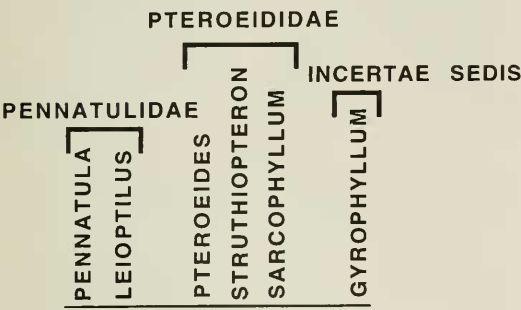 PTEROEIDIDAE
INCERTAE SEDIS
PENNATULIDAE
PENNATULA
LEIOPTILUS
PTEROEIDES
STRUTHIOPTERON
SARCOPHYLLUM
GYROPHYLLUM